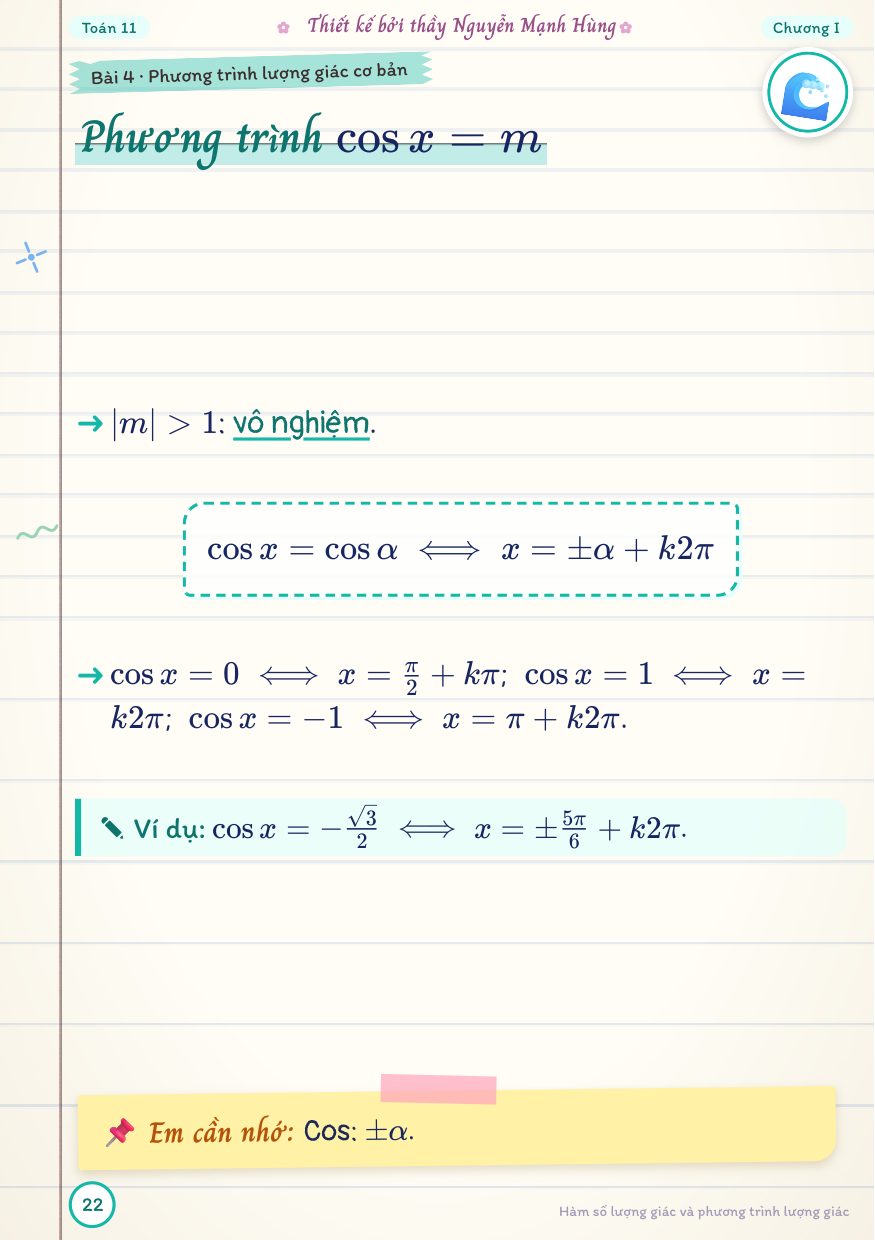 Toán 11
Thiết kế bởi thầy Nguyễn Mạnh Hùng
Chương I
Bài 4 · Phương trình lượng giác cơ bản
Phương trình cos x = m
→ |m| > 1: vô nghiệm.
cos x = cos α ⟺ x = ±α + k2π
→ cos x = 0 ⟺ x = π/2 + kπ; cos x = 1 ⟺ x =
k2π; cos x = −1 ⟺ x = π + k2π.
Ví dụ: cos x = −√3/2 ⟺ x = ±5π/6 + k2π.
Em cần nhớ: Cos: ±α.
22
Hàm số lượng giác và phương trình lượng giác